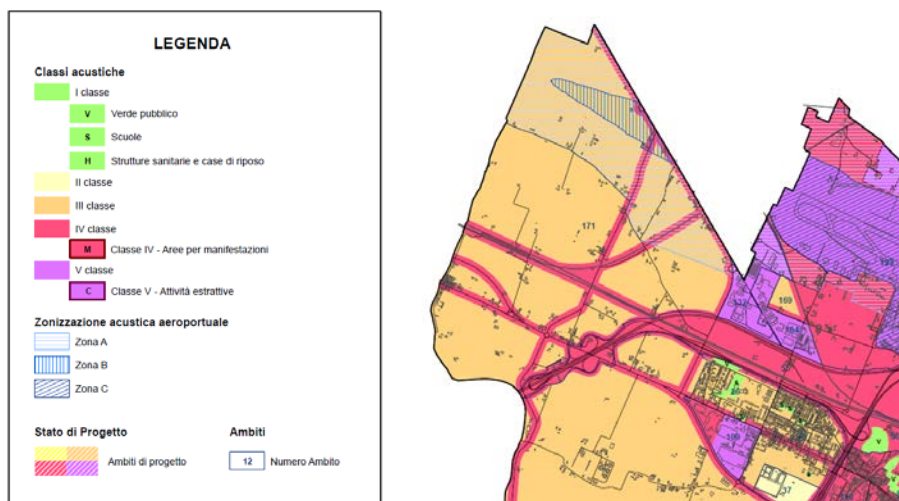 LEGENDA
Classi acustiche
I classe
V Verde pubblico
S Scuole
H Strutture sanitarie e case di riposo
II classe
III classe
IV classe
M Classe IV - Aree per manifestazioni
V classe
C Classe V - Attività estrattive
Zonizzazione acustica aeroportuale
Zona A
Zona B
Zona C
Stato di Progetto
Ambiti di progetto
Ambiti
12 Numero Ambito
171
169
V